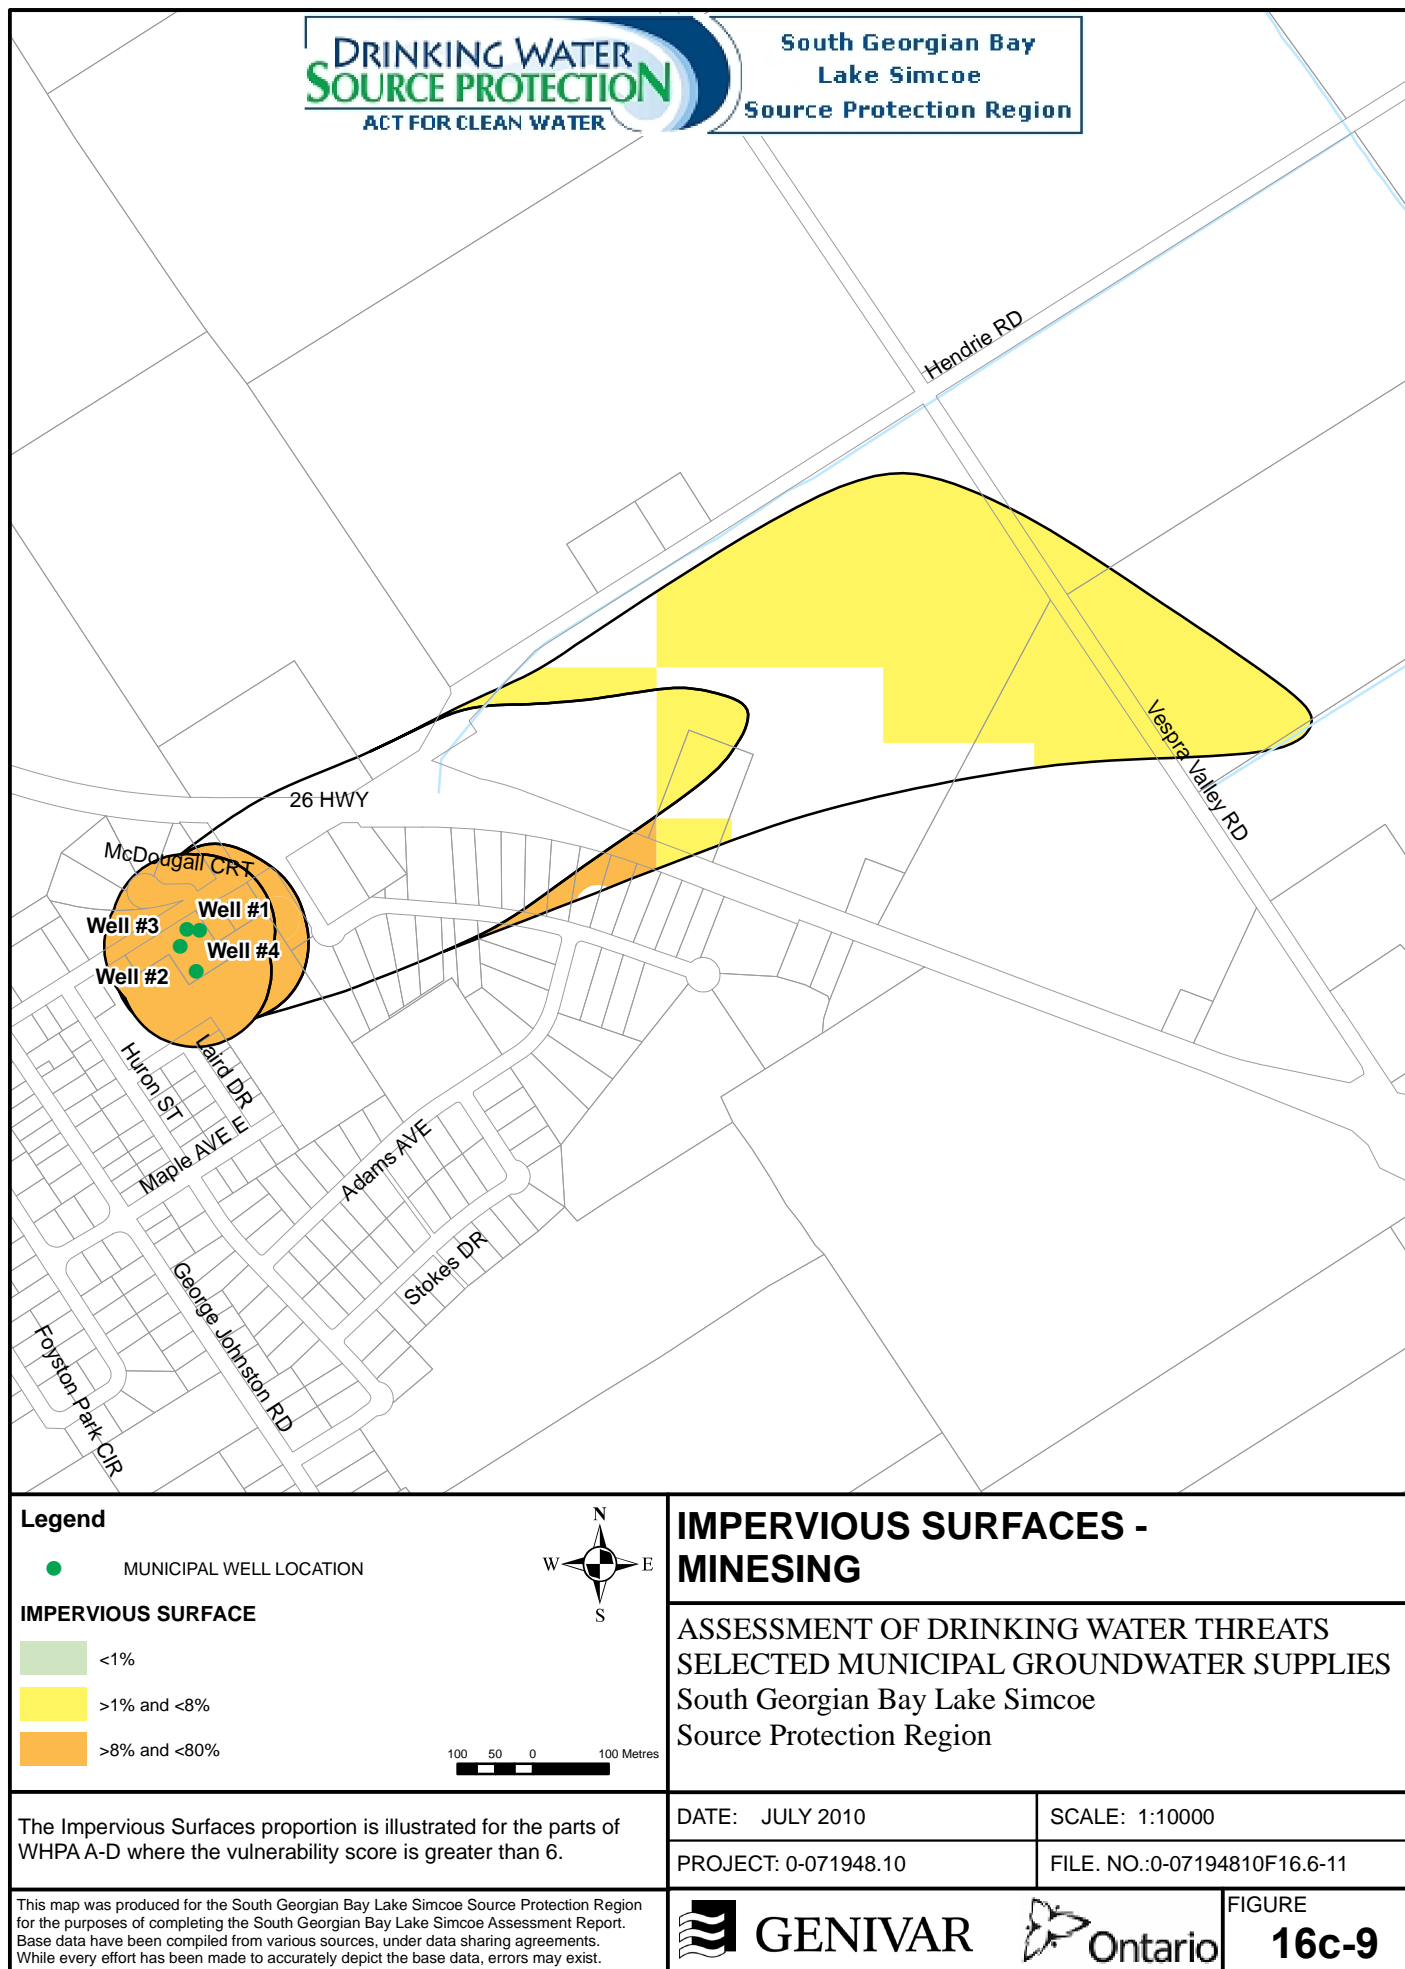 DRINKING WATER
SOURCE PROTECTION
ACT FOR CLEAN WATER
South Georgian Bay
Lake Simcoe
Source Protection Region
Hendrie RD
Vespra Valley RD
26 HWY
McDougall CRT
Well #1
Well #3
Well #4
Well #2
Huron ST
Laird DR
Maple AVE E
Adams AVE
Stokes DR
George Johnston RD
Foyston Park CIR
Legend
MUNICIPAL WELL LOCATION
IMPERVIOUS SURFACE
<1%
>1% and <8%
>8% and <80%
N
W E
S
100 50 0 100 Metres
IMPERVIOUS SURFACES -
MINESING
ASSESSMENT OF DRINKING WATER THREATS
SELECTED MUNICIPAL GROUNDWATER SUPPLIES
South Georgian Bay Lake Simcoe
Source Protection Region
The Impervious Surfaces proportion is illustrated for the parts of
WHPA A-D where the vulnerability score is greater than 6.
DATE: JULY 2010
SCALE: 1:10000
PROJECT: 0-071948.10
FILE. NO.:0-07194810F16.6-11
This map was produced for the South Georgian Bay Lake Simcoe Source Protection Region
for the purposes of completing the South Georgian Bay Lake Simcoe Assessment Report.
Base data have been compiled from various sources, under data sharing agreements.
While every effort has been made to accurately depict the base data, errors may exist.
GENIVAR
Ontario
FIGURE
16c-9